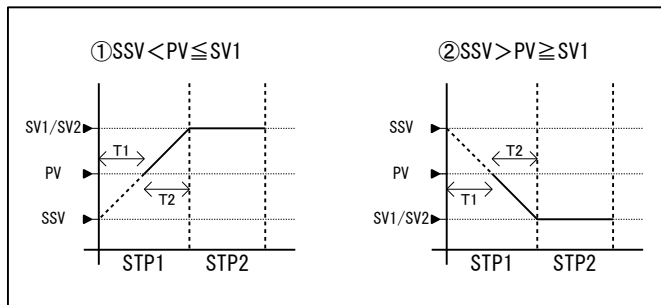 ①SSV＜PV≦SV1
SV1/SV2
T1
PV
T2
SSV
STP1 STP2
②SSV＞PV≧SV1
SSV
T2
PV
T1
SV1/SV2
STP1 STP2